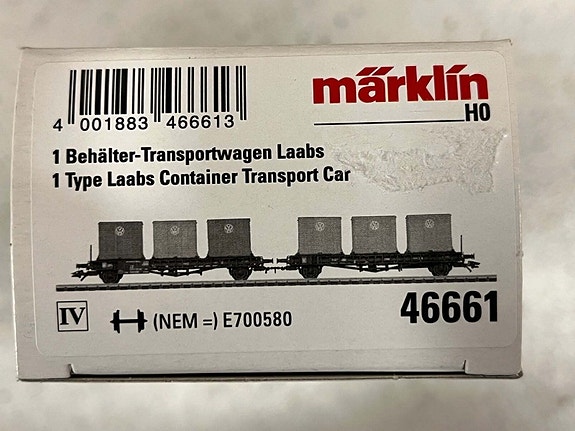 märklin
H0
4 001883 466613
1 Behälter-Transportwagen Laabs
1 Type Laabs Container Transport Car
IV (NEM =) E700580
46661